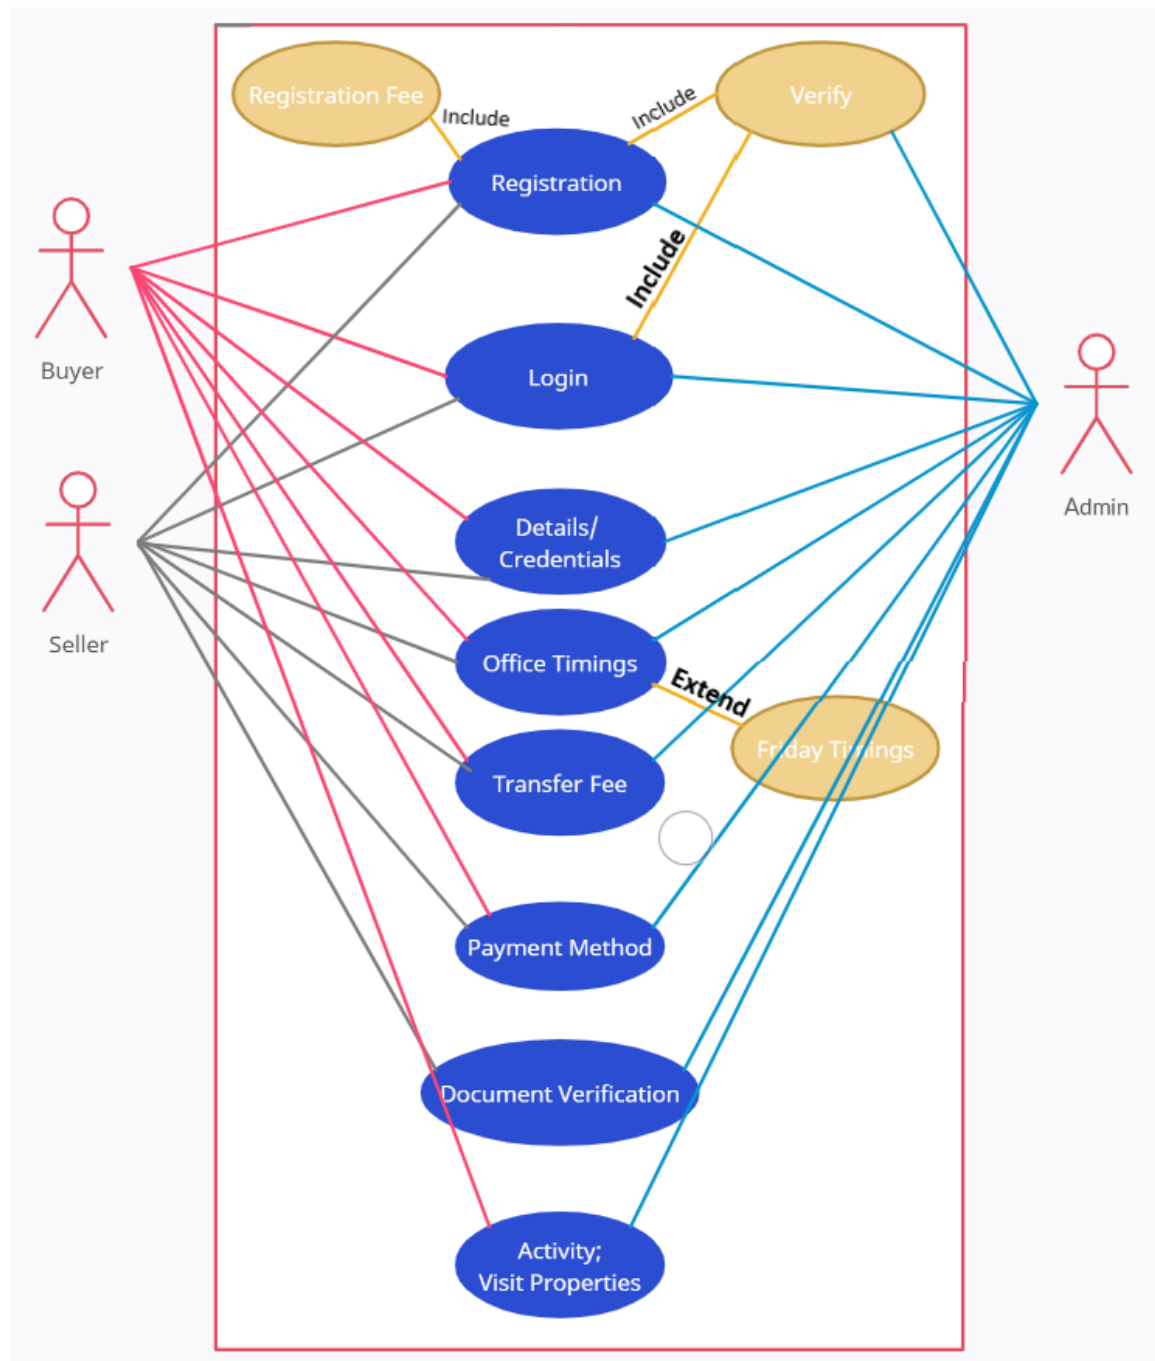 Registration Fee
Include
Include
Verify
Registration
Include
Buyer
Login
Admin
Details/
Credentials
Seller
Office Timings
Extend
Friday Timings
Transfer Fee
Payment Method
Document Verification
Activity;
Visit Properties